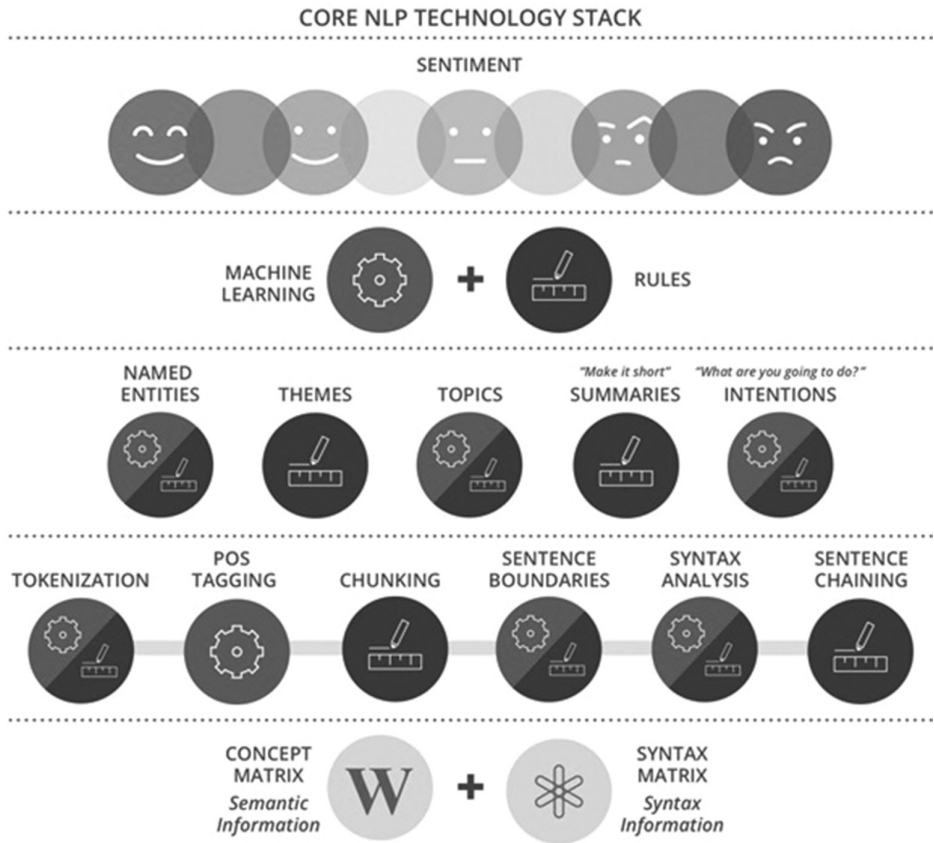 CORE NLP TECHNOLOGY STACK
SENTIMENT
MACHINE
LEARNING
+
RULES
NAMED
ENTITIES
THEMES
TOPICS
"Make it short"
SUMMARIES
"What are you going to do?"
INTENTIONS
TOKENIZATION
POS
TAGGING
CHUNKING
SENTENCE
BOUNDARIES
SYNTAX
ANALYSIS
SENTENCE
CHAINING
CONCEPT
MATRIX
Semantic
Information
W
+
SYNTAX
MATRIX
Syntax
Information